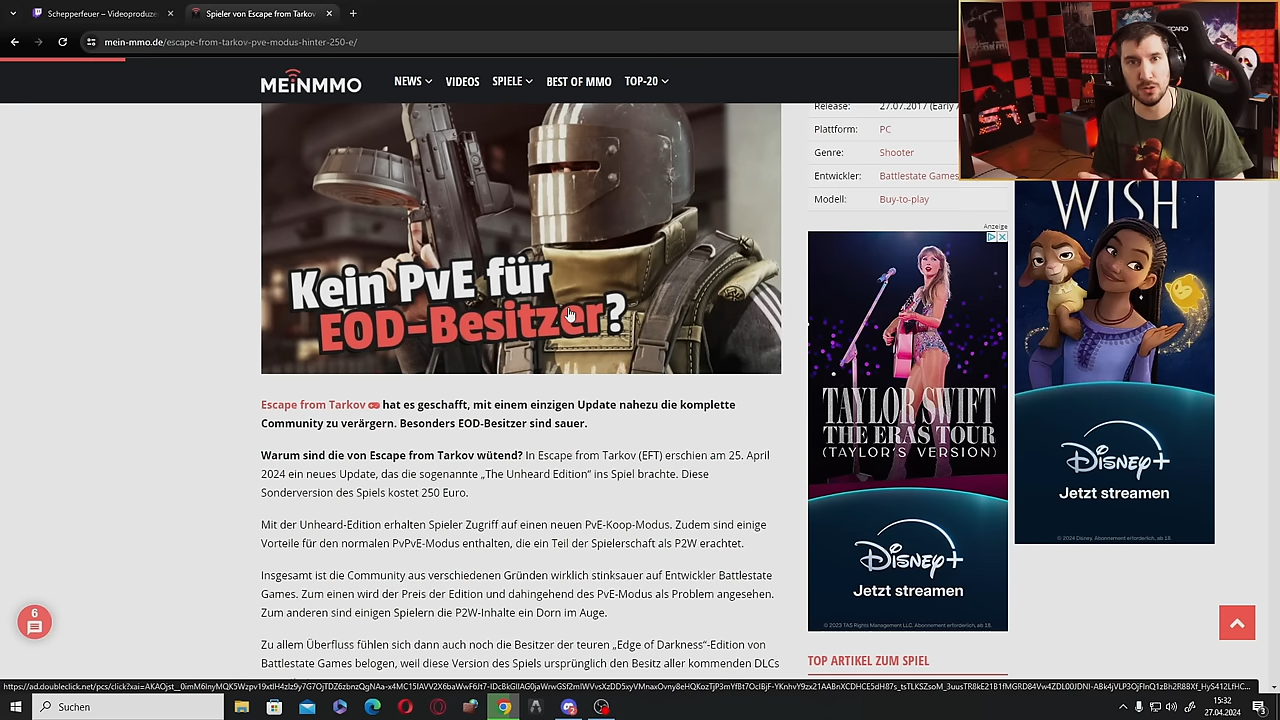 Schepperfeuer – Videoproduze
Spieler von Escape from Tarkov
mein-mmo.de/escape-from-tarkov-pve-modus-hinter-250-e/
MEiNMMO
NEWS
VIDEOS
SPIELE
BEST OF MMO
TOP-20
Kein PvE für
EOD-Besitzer?
Release: 27.07.2017 (Early
Plattform: PC
Genre: Shooter
Entwickler: Battlestate Games
Modell: Buy-to-play
Anzeige
TAYLOR SWIFT
THE ERAS TOUR
(TAYLOR'S VERSION)
Disney+
Jetzt streamen
© 2023 TAS Rights Management LLC. Abonnement erforderlich, ab 18.
WISH
Disney+
Jetzt streamen
© 2024 Disney. Abonnement erforderlich, ab 18.
Escape from Tarkov hat es geschafft, mit einem einzigen Update nahezu die komplette
Community zu verärgern. Besonders EOD-Besitzer sind sauer.
Warum sind die von Escape from Tarkov wütend? In Escape from Tarkov (EFT) erschien am 25. April
2024 ein neues Update, das auch die „The Unheard Edition“ ins Spiel brachte. Diese
Sonderversion des Spiels kostet 250 Euro.
Mit der Unheard-Edition erhalten Spieler Zugriff auf einen neuen PvE-Koop-Modus. Zudem sind einige
Vorteile für den normalen PvP-Modus enthalten, die ein Teil der Spielerschaft als P2W erachtet.
Insgesamt ist die Community aus verschiedenen Gründen wirklich stinksauer auf Entwickler Battlestate
Games. Zum einen wird der Preis der Edition und dahingehend des PvE-Modus als Problem angesehen.
Zum anderen sind einigen Spielern die P2W-Inhalte ein Dorn im Auge.
Zu allem Überfluss fühlen sich dann auch noch die Besitzer der teuren „Edge of Darkness“-Edition von
Battlestate Games belogen, weil diese Version des Spiels ursprünglich den Besitz aller kommenden DLCs
6
TOP ARTIKEL ZUM SPIEL
Suchen
15:32
27.04.2024
3